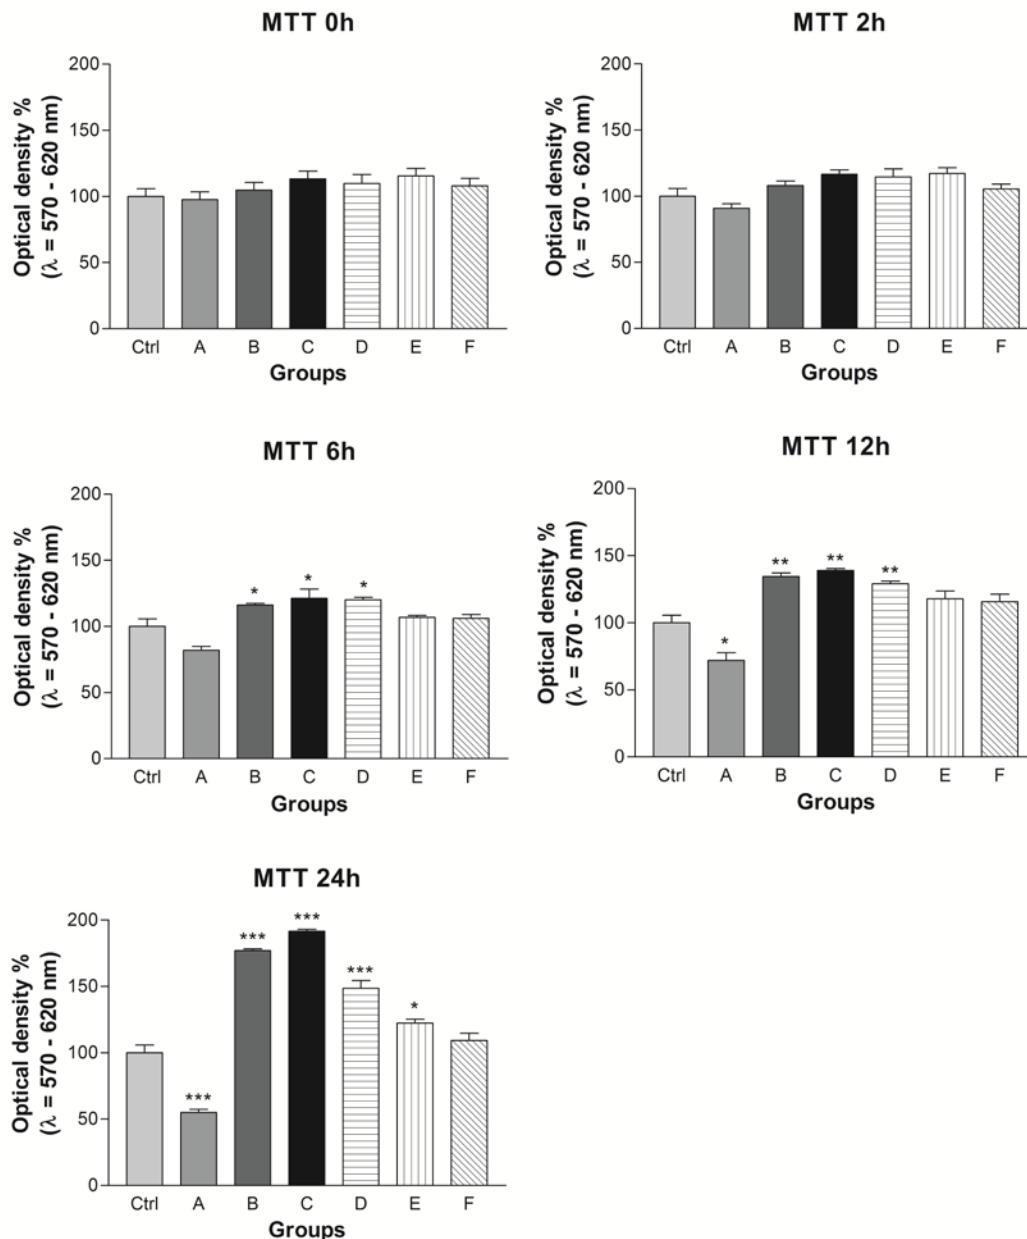 MTT 0h
Optical density %
(λ = 570 - 620 nm)
200
150
100
50
0
Ctrl A B C D E F
Groups
MTT 2h
Optical density %
(λ = 570 - 620 nm)
200
150
100
50
0
Ctrl A B C D E F
Groups
MTT 6h
Optical density %
(λ = 570 - 620 nm)
200
150
100
50
0
* * *
Ctrl A B C D E F
Groups
MTT 12h
Optical density %
(λ = 570 - 620 nm)
200
150
100
50
0
* ** ** **
Ctrl A B C D E F
Groups
MTT 24h
Optical density %
(λ = 570 - 620 nm)
200
150
100
50
0
*** *** *** *** *
Ctrl A B C D E F
Groups